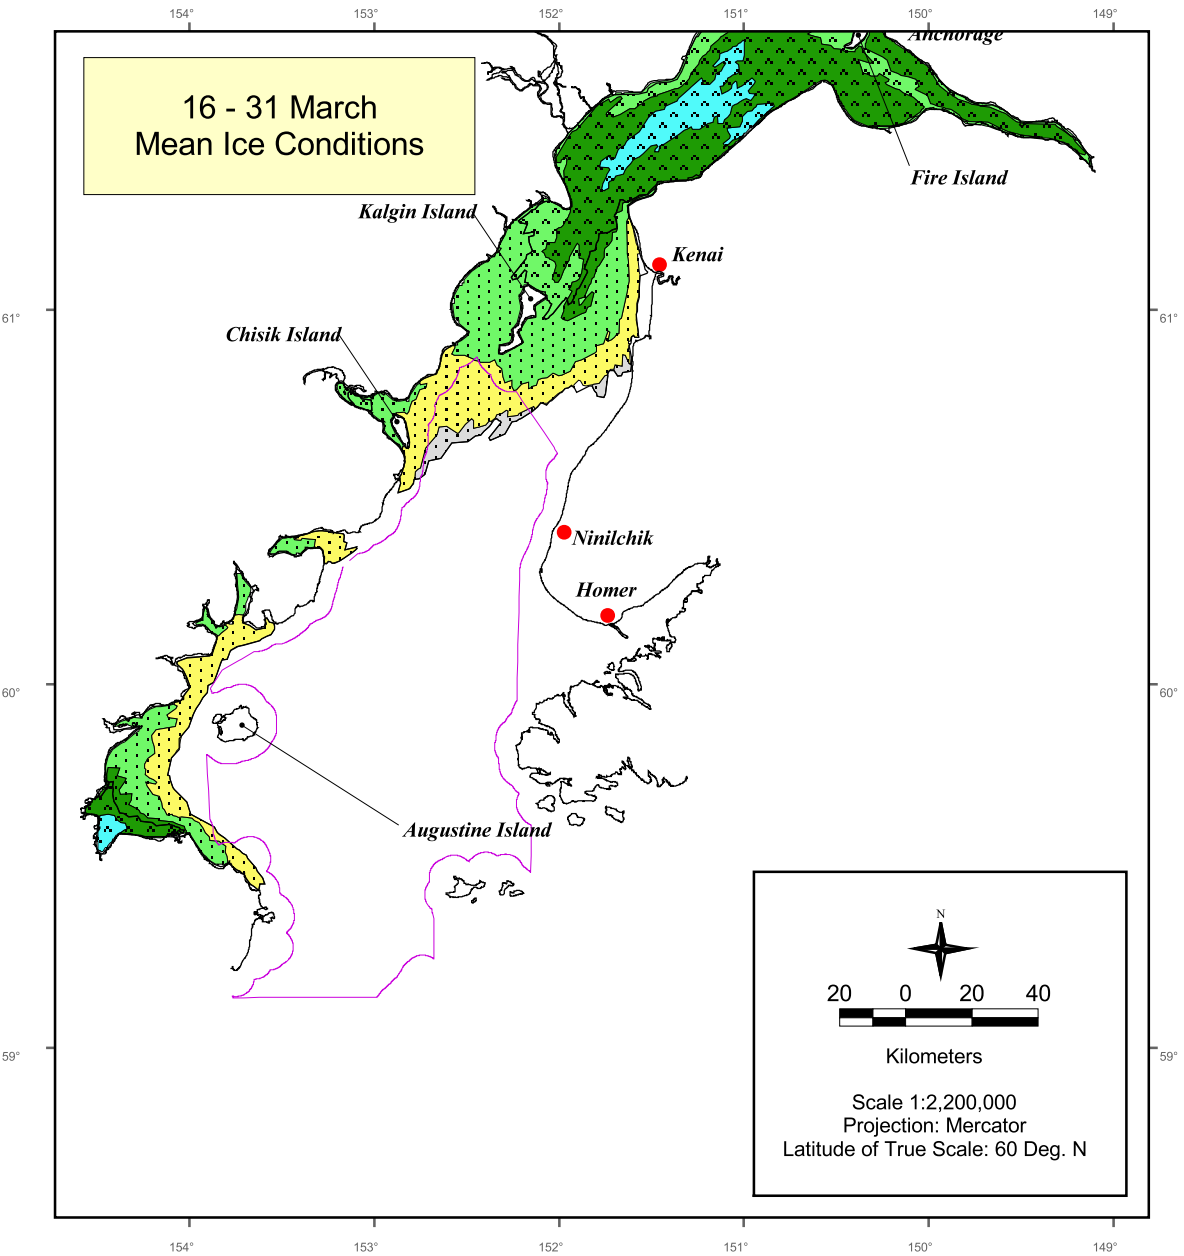 154° 153° 152° 151° 150° 149°
Anchorage
16 - 31 March
Mean Ice Conditions
Fire Island
Kalgin Island
Kenai
61° 61°
Chisik Island
Ninilchik
Homer
60° 60°
Augustine Island
N
20 0 20 40
Kilometers
59° 59°
Scale 1:2,200,000
Projection: Mercator
Latitude of True Scale: 60 Deg. N
154° 153° 152° 151° 150° 149°